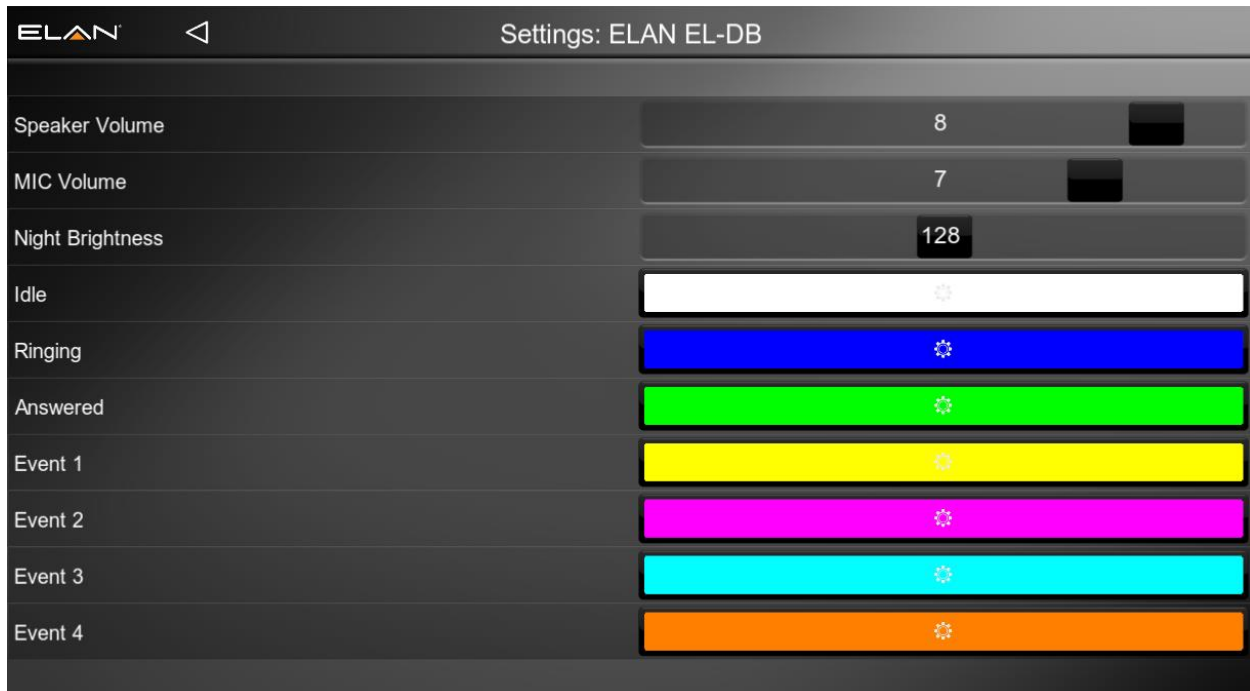 ELAN
Settings: ELAN EL-DB
Speaker Volume 8
MIC Volume 7
Night Brightness 128
Idle
Ringing
Answered
Event 1
Event 2
Event 3
Event 4